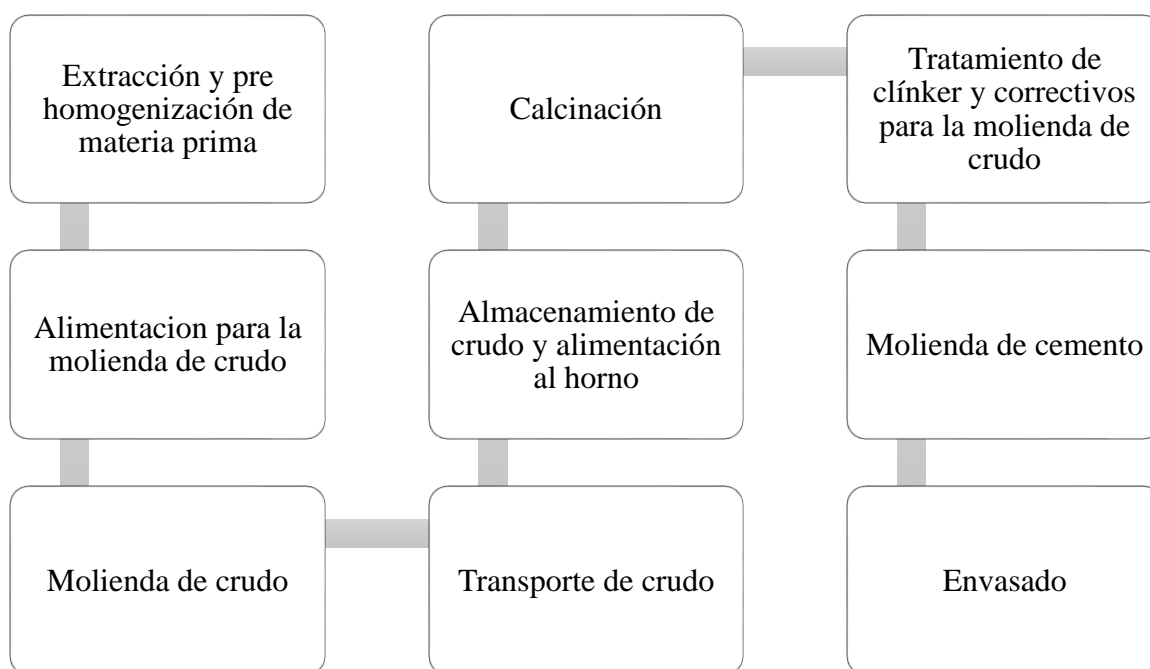 Extracción y pre
homogenización de
materia prima
Alimentacion para la
molienda de crudo
Molienda de crudo
Transporte de crudo
Almacenamiento de
crudo y alimentación
al horno
Calcinación
Tratamiento de
clínker y correctivos
para la molienda de
crudo
Molienda de cemento
Envasado